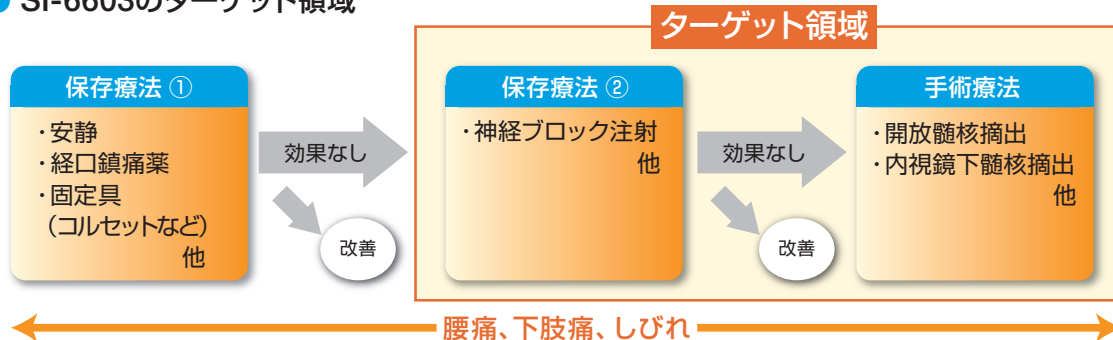 SI-6603のターゲット領域
ターゲット領域
保存療法 ①
・安静
・経口鎮痛薬
・固定具
（コルセットなど）
他
効果なし
改善
保存療法 ②
・神経ブロック注射
他
効果なし
改善
手術療法
・開放髄核摘出
・内視鏡下髄核摘出
他
腰痛、下肢痛、しびれ